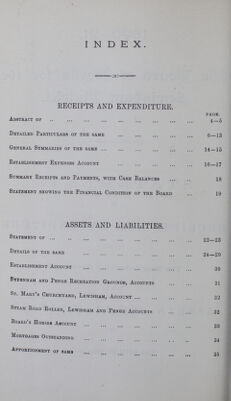 INDEX.
RECEIPTS AND EXPENDITURE.
PAGE.
ABSTRACT OF .. ... ... ... ... ... ... ... 4—5
DETAILED PARTICULARS OF THE SAME ... ... ... ... 6—13
GENERAL SUMMARIES OF THE SAME ... ... ... ... ... 14—15
ESTABLISHMENT EXPENSES ACCOUNT ... ... ... ... 16—17
SUMMARY RECEIPTS AND PAYMENTS, WITH CASH BALANCES ... ... 18
STATEMENT SHOWING THE FINANCIAL CONDITION OF THE BOARD ... 19
ASSETS AND LIABILITIES.
STATEMENT OF ... ... ... ... ... ... ... ... 22—23
DETAILS OF THE SAME ... ... ... ... ... ... 24—29
ESTABLISHMENT ACCOUNT ... ... ... ... ... ... 30
SYDENHAM AND PENGE RECREATION GROUNDS, ACCOUNTS ... ... 31
ST. MARY'S CHURCHYARD, LEWISHAM, ACCOUNT ... ... ... ... 32
STEAM ROAD ROLLER, LEWISHAM AND PENGE ACCOUNTS ... ... 32
BOARD'S HORSES ACCOUNT ... ... ... ... ... ... 33
MORTGAGES OUTSTANDING ... ... ... ... ... ... 34
APPORTIONMENT OF SAME ... ... ... ... ... ... 35